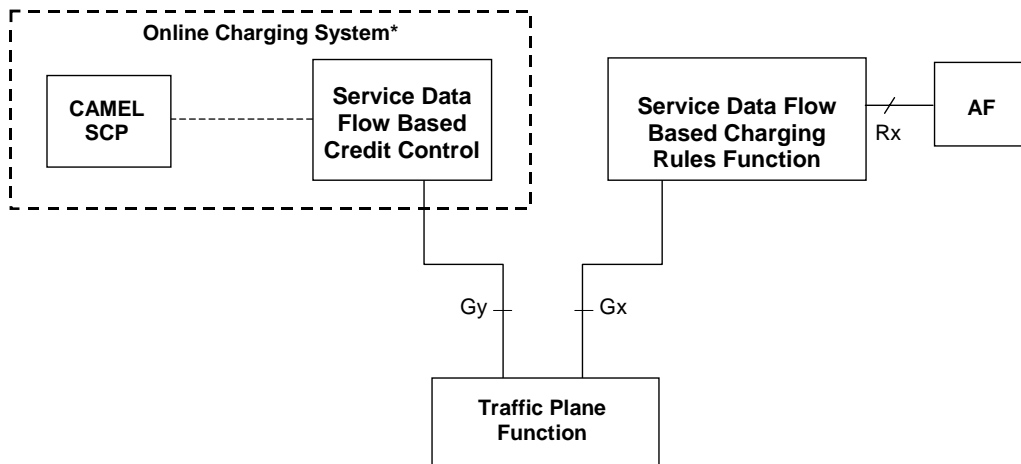 Online Charging System*
CAMEL
SCP
Service Data
Flow Based
Credit Control
Service Data Flow
Based Charging
Rules Function
AF
Rx
Gy
Gx
Traffic Plane
Function